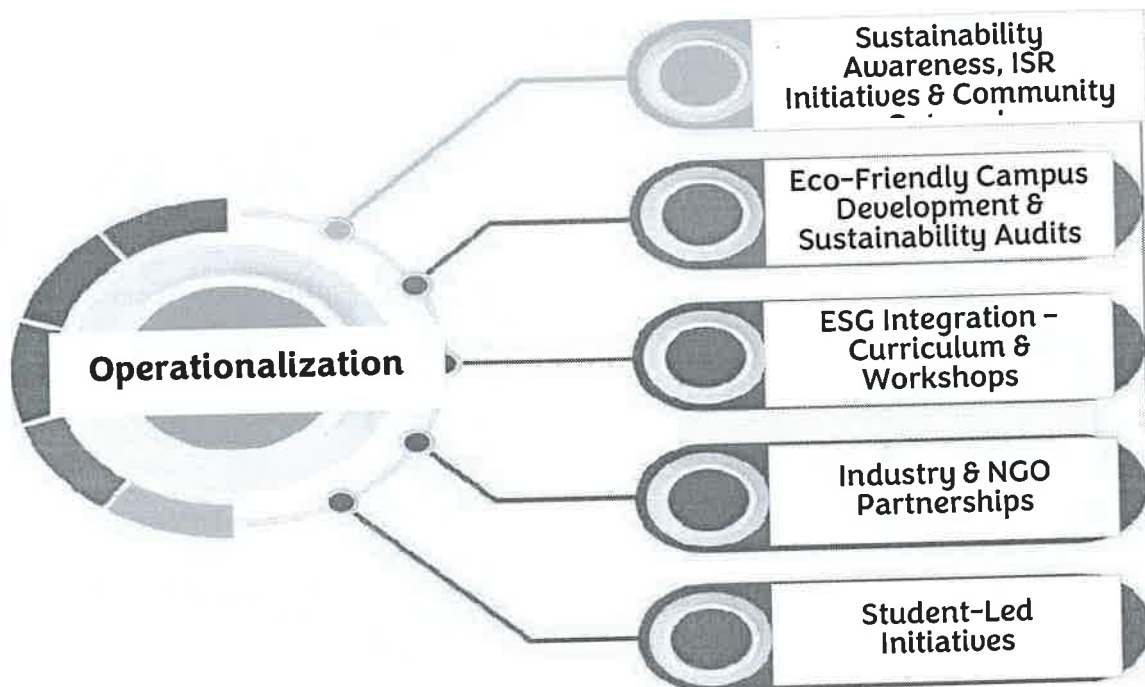 Sustainability
Awareness, ISR
Initiatives & Community
Eco-Friendly Campus
Development &
Sustainability Audits
ESG Integration –
Curriculum &
Workshops
Operationalization
Industry & NGO
Partnerships
Student-Led
Initiatives